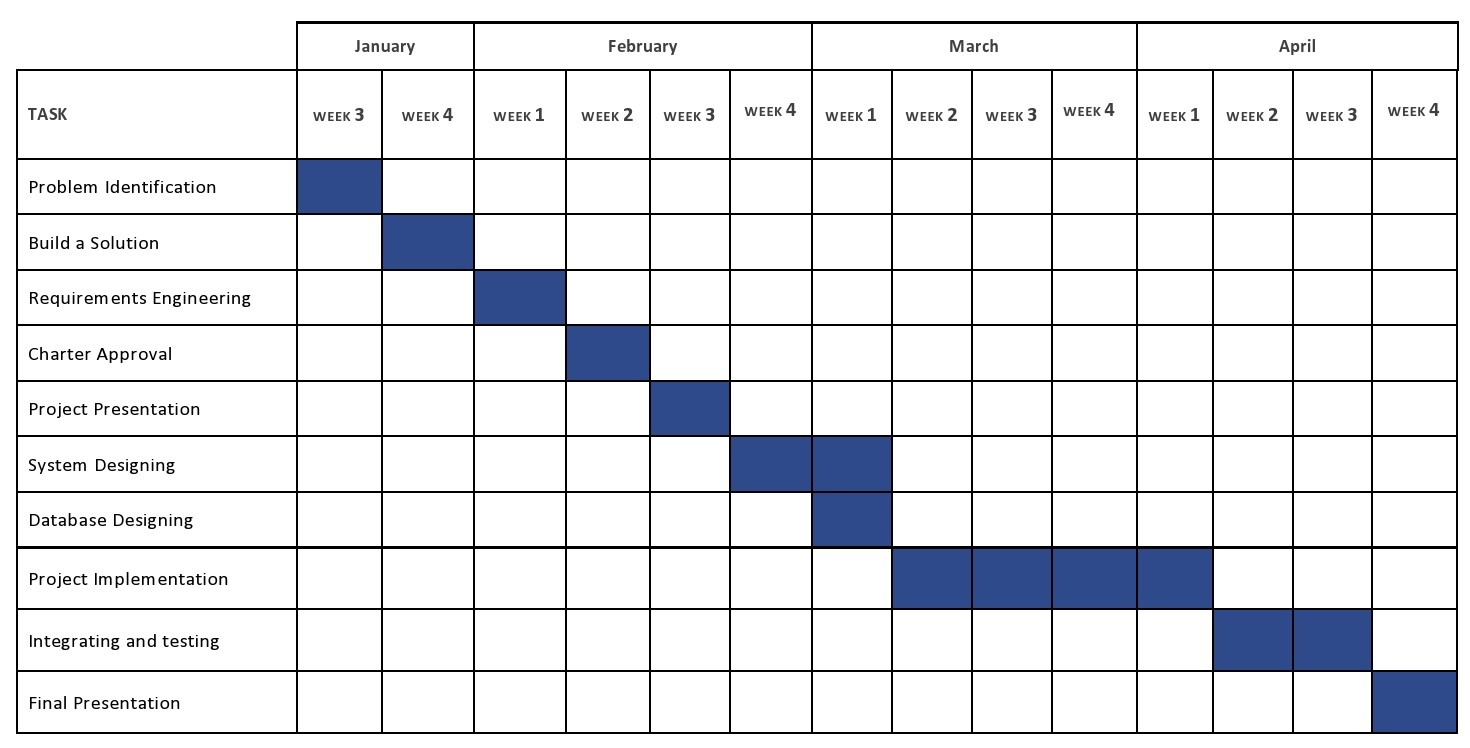 January February March April
TASK WEEK 3 WEEK 4 WEEK 1 WEEK 2 WEEK 3 WEEK 4 WEEK 1 WEEK 2 WEEK 3 WEEK 4 WEEK 1 WEEK 2 WEEK 3 WEEK 4
Problem Identification
Build a Solution
Requirements Engineering
Charter Approval
Project Presentation
System Designing
Database Designing
Project Implementation
Integrating and testing
Final Presentation